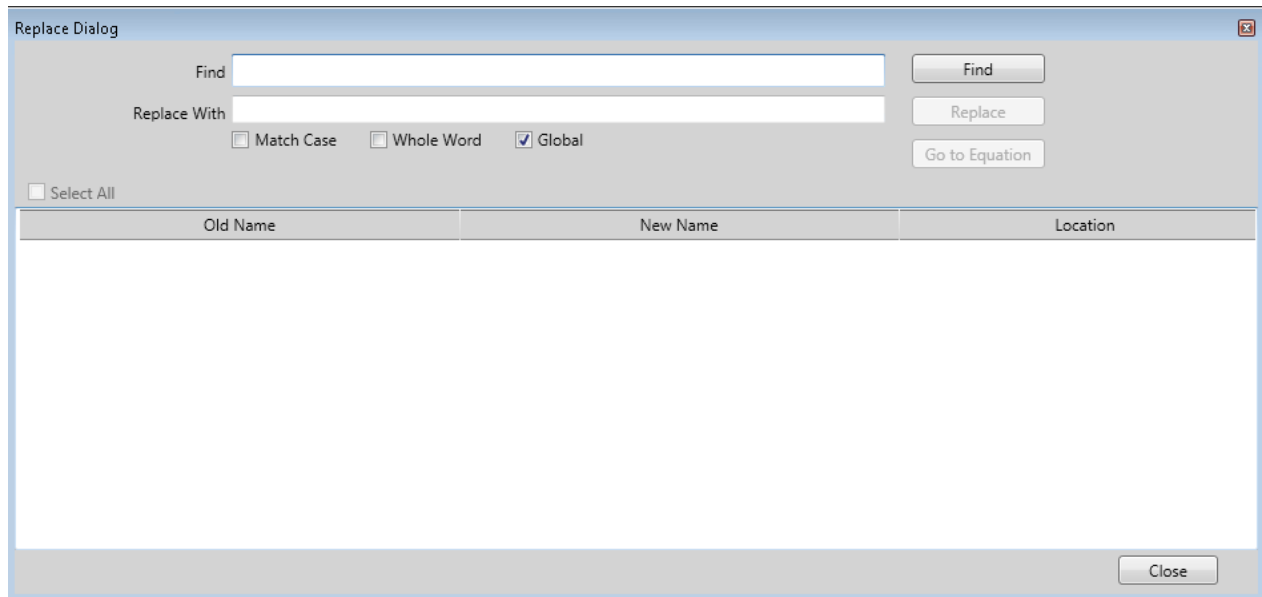 Replace Dialog
Find Find
Replace With Replace
Match Case Whole Word Global
Go to Equation
Select All
Old Name New Name Location
Close